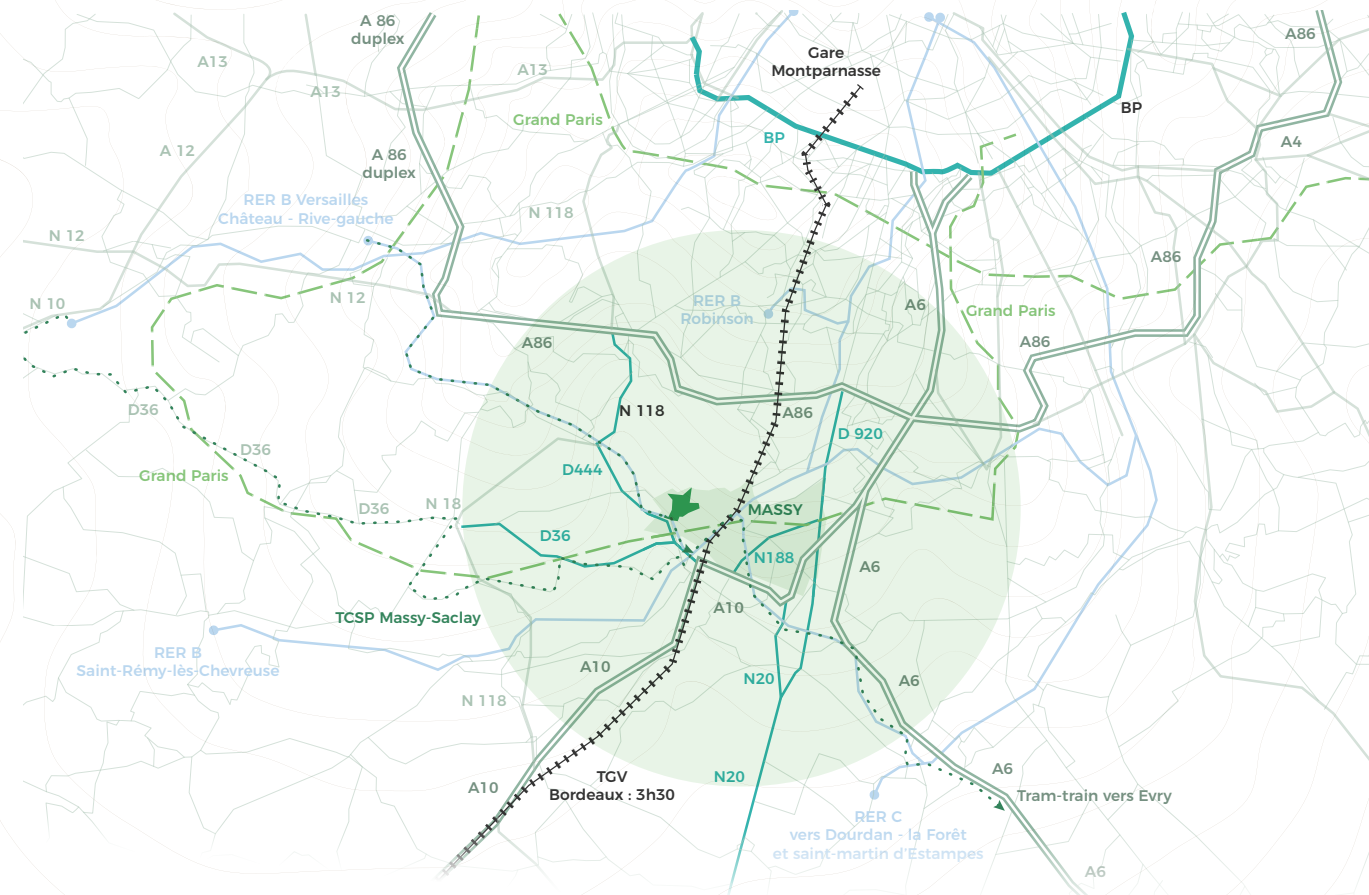 A 86
duplex
A86
A13
Gare
Montparnasse
A13
A13
BP
Grand Paris
BP
A4
A 12
A 86
duplex
RER B Versailles
Château - Rive-gauche
N 118
N 12
A86
N 12
N 10
RER B
Robinson
A6
Grand Paris
A86
A86
D36
N 118
A86
D 920
D36
D444
Grand Paris
N 18
D36
MASSY
D36
N188
A6
A10
TCSP Massy-Saclay
RER B
Saint-Rémy-lès-Chevreuse
A10
N20
A6
N 118
A10
TGV
Bordeaux : 3h30
N20
A6
Tram-train vers Evry
RER C
vers Dourdan - la Forêt
et saint-martin d'Estampes
A6